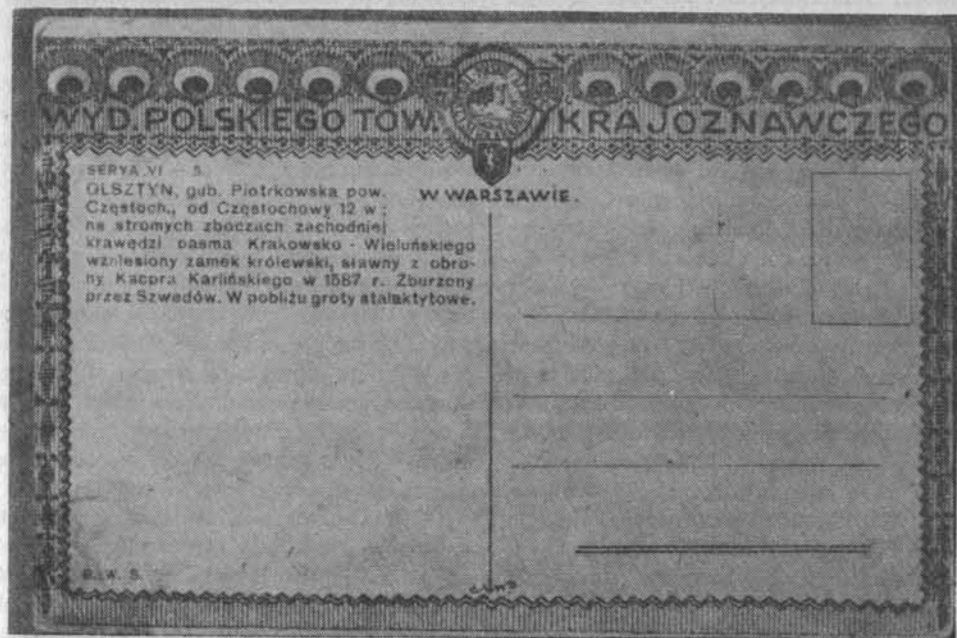 WYD. POLSKIEGO TOW. KRAJOZNAWCZEGO
W WARSZAWIE.
SERYA VI — 5.
OLSZTYN, gub. Piotrkowska pow.
Częstoch., od Częstochowy 12 w;
na stromych zboczach zachodniej
krawędzi pasma Krakowsko - Wieluńskiego
wzniesiony zamek królewski, sławny z obro-
ny Kacpra Karlińskiego w 1587 r. Zburzony
przez Szwedów. W pobliżu groty stalaktytowe.
B. W. S.